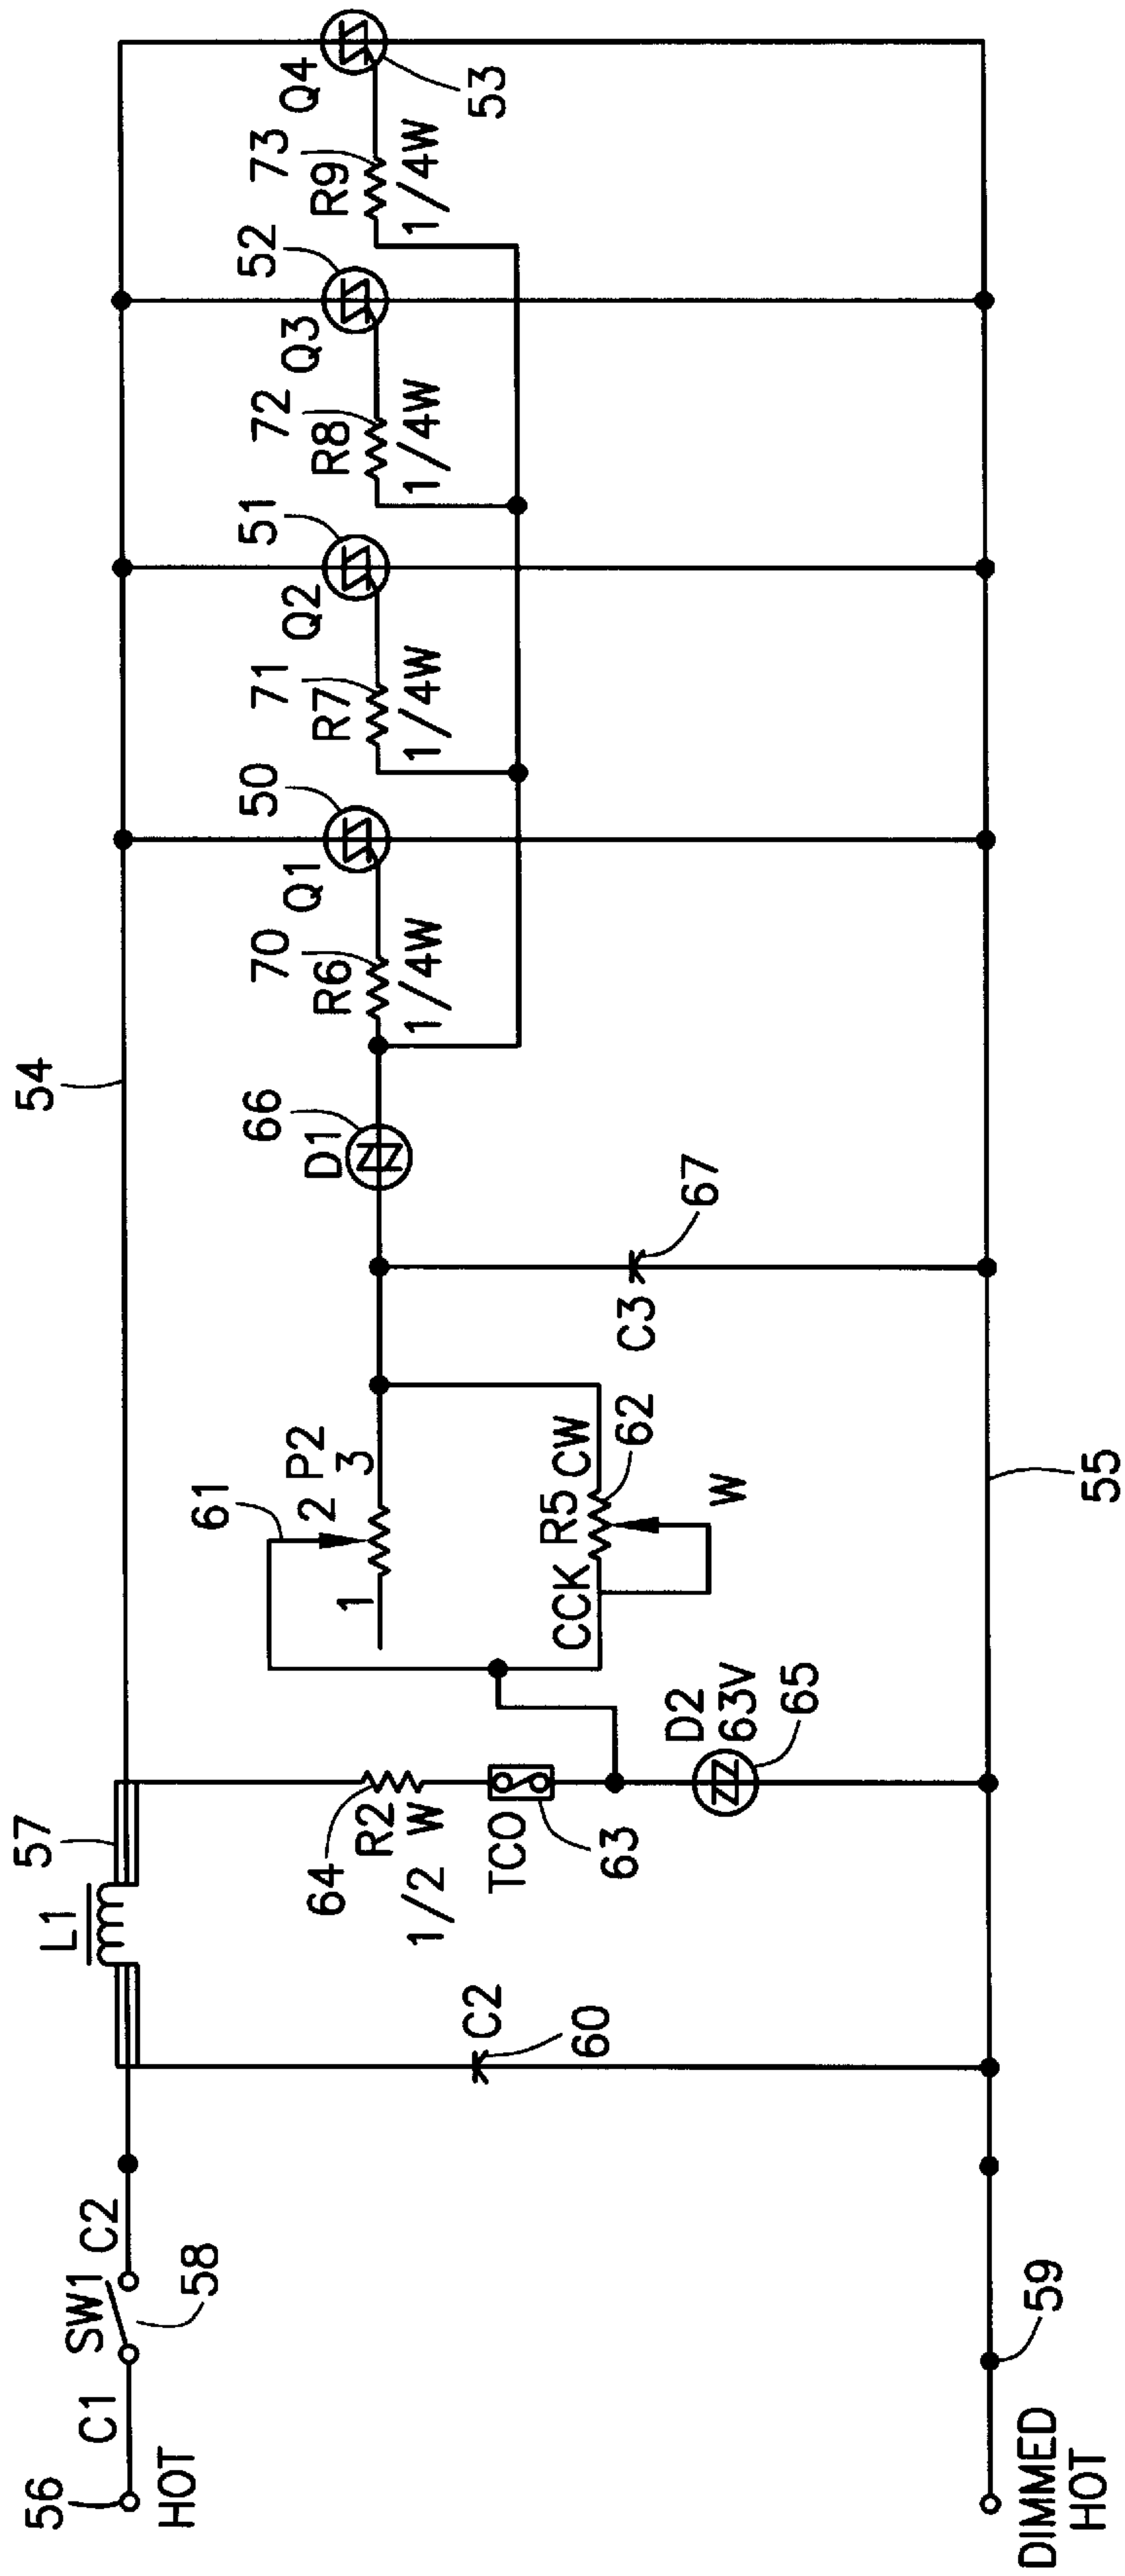 56
HOT
C1
SW1
C2
58
L1
57
54
C2
60
64
R2
1/2 W
TCO
63
D2
63V
65
61
1
2
P2
3
CCK
R5
CW
62
W
C3
67
D1
66
70
R6
1/4W
Q1
50
71
R7
1/4W
Q2
51
72
R8
1/4W
Q3
52
73
R9
1/4W
Q4
53
55
59
DIMMED
HOT